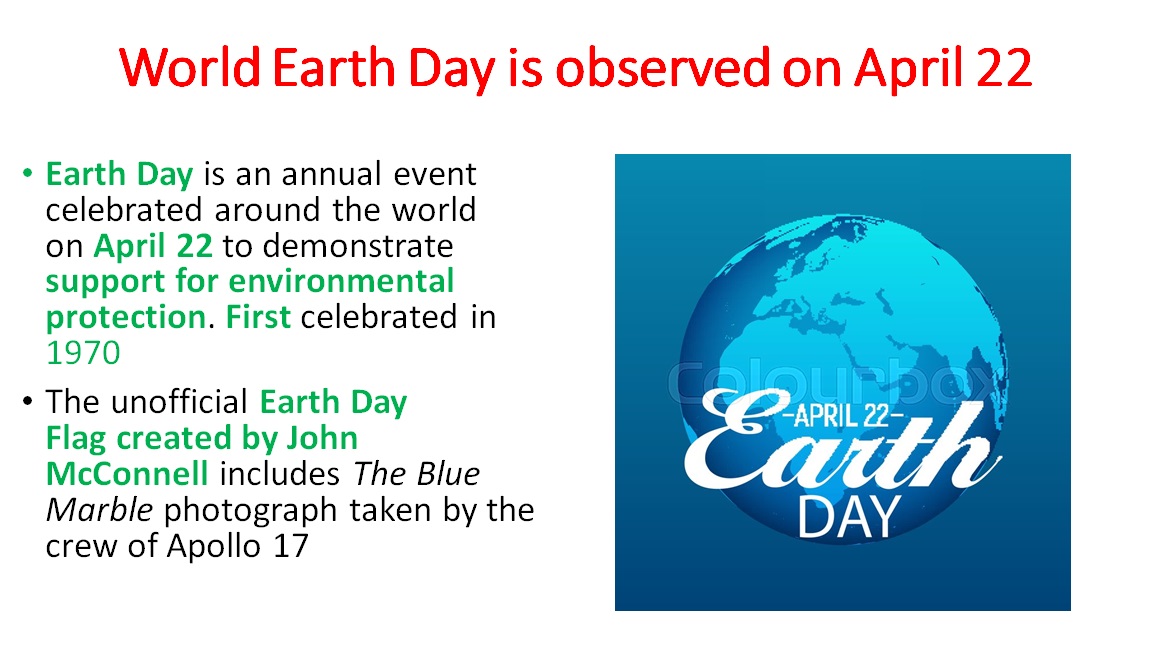 World Earth Day is observed on April 22
• Earth Day is an annual event
celebrated around the world
on April 22 to demonstrate
support for environmental
protection. First celebrated in
1970
• The unofficial Earth Day
Flag created by John
McConnell includes The Blue
Marble photograph taken by the
crew of Apollo 17
colourbox
-APRIL 22-
Earth
DAY